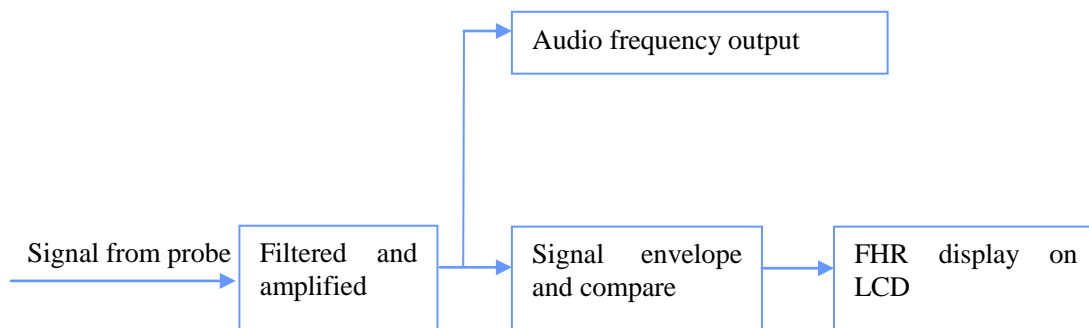 Audio frequency output
Signal from probe
Filtered and
amplified
Signal envelope
and compare
FHR display on
LCD